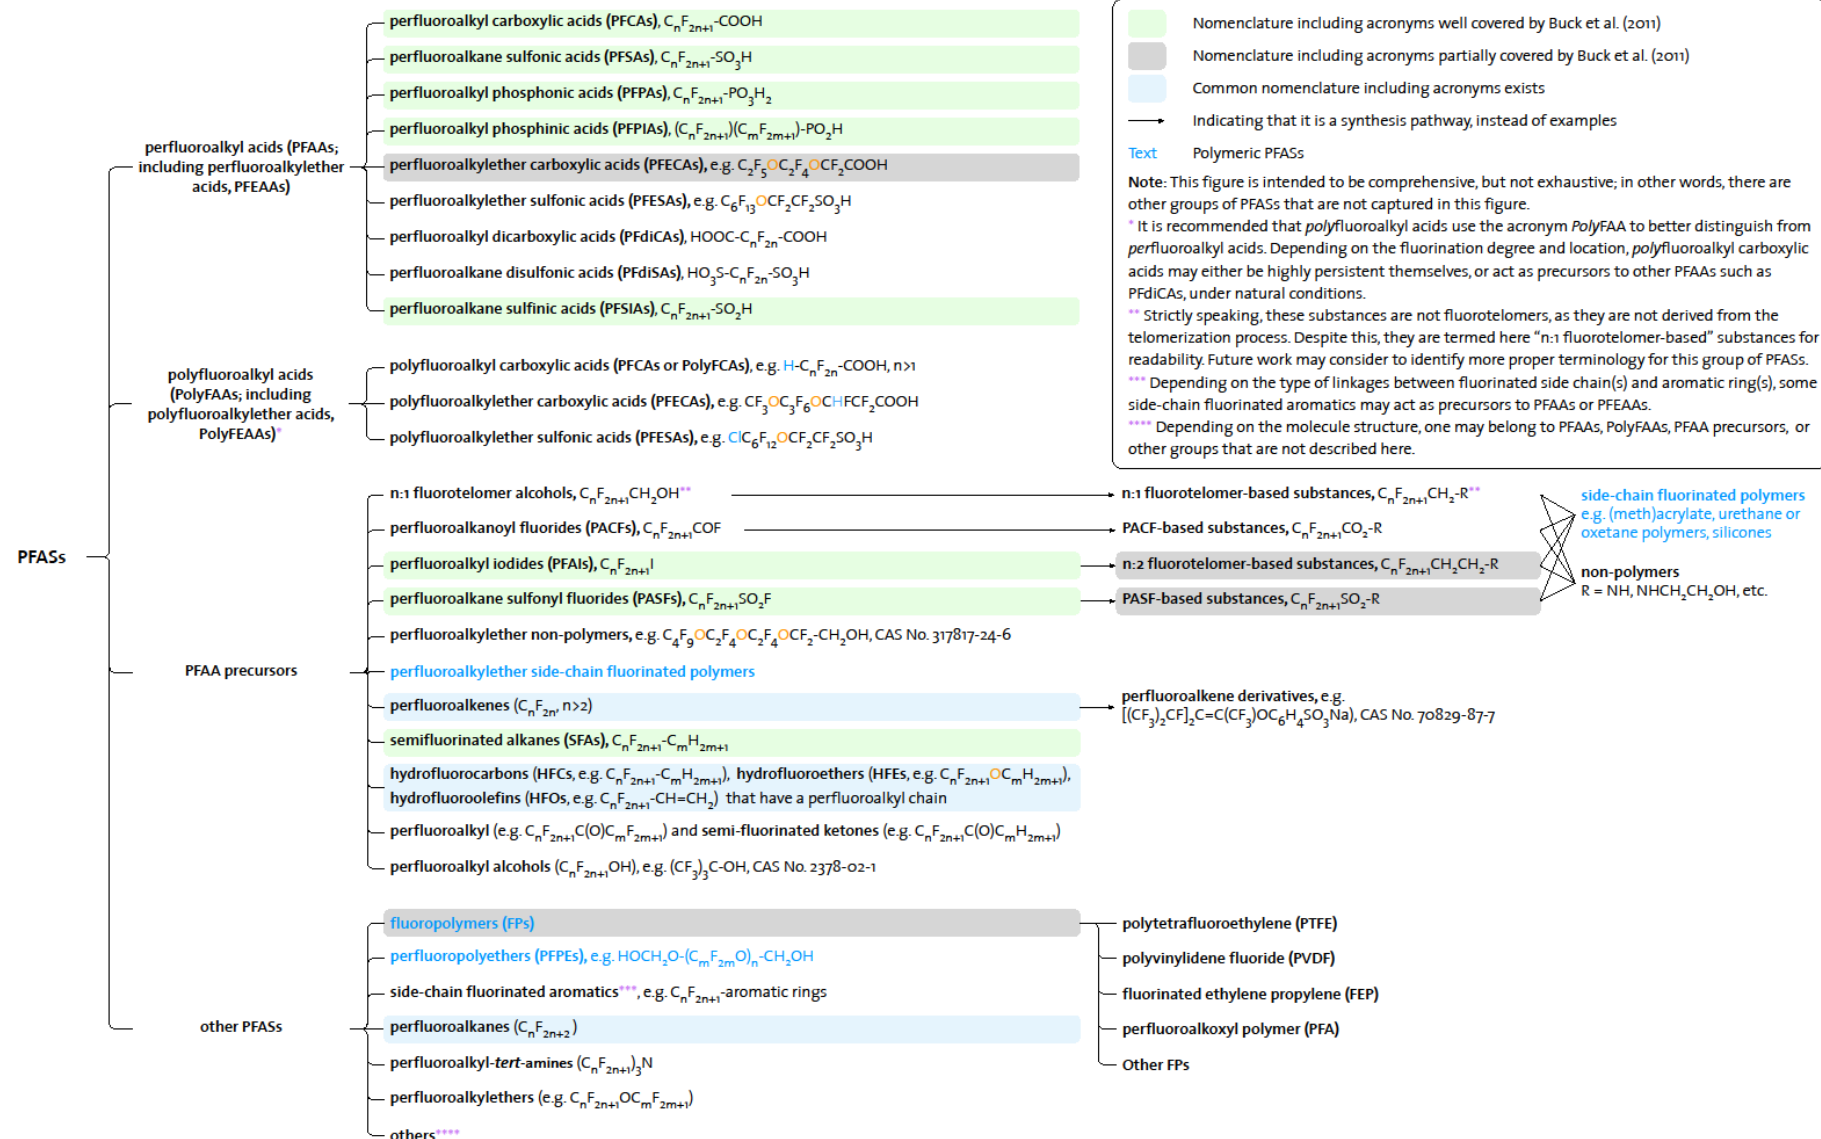 PFASs
perfluoroalkyl acids (PFAAs;
including perfluoroalkylether
acids, PFEAAs)
perfluoroalkyl carboxylic acids (PFCAs), CₙF₂ₙ₊₁-COOH
perfluoroalkane sulfonic acids (PFSAs), CₙF₂ₙ₊₁-SO₃H
perfluoroalkyl phosphonic acids (PFPAs), CₙF₂ₙ₊₁-PO₃H₂
perfluoroalkyl phosphinic acids (PFPIAs), (CₙF₂ₙ₊₁)(CₘF₂ₘ₊₁)-PO₂H
perfluoroalkylether carboxylic acids (PFECAs), e.g. C₂F₅OC₂F₄OCF₂COOH
perfluoroalkylether sulfonic acids (PFESAs), e.g. C₆F₁₃OCF₂CF₂SO₃H
perfluoroalkyl dicarboxylic acids (PFdiCAs), HOOC-CₙF₂ₙ-COOH
perfluoroalkane disulfonic acids (PFdiSAs), HO₃S-CₙF₂ₙ-SO₃H
perfluoroalkane sulfinic acids (PFSIAs), CₙF₂ₙ₊₁-SO₂H
polyfluoroalkyl acids
(PolyFAAs; including
polyfluoroalkylether acids,
PolyFEAAs)*
polyfluoroalkyl carboxylic acids (PFCAs or PolyFCAs), e.g. H-CₙF₂ₙ-COOH, n>1
polyfluoroalkylether carboxylic acids (PFECAs), e.g. CF₃OC₃F₆OCHFCF₂COOH
polyfluoroalkylether sulfonic acids (PFESAs), e.g. ClC₆F₁₂OCF₂CF₂SO₃H
PFAA precursors
n:1 fluorotelomer alcohols, CₙF₂ₙ₊₁CH₂OH**
n:1 fluorotelomer-based substances, CₙF₂ₙ₊₁CH₂-R**
perfluoroalkanoyl fluorides (PACFs), CₙF₂ₙ₊₁COF
PACF-based substances, CₙF₂ₙ₊₁CO₂-R
perfluoroalkyl iodides (PFAIs), CₙF₂ₙ₊₁I
n:2 fluorotelomer-based substances, CₙF₂ₙ₊₁CH₂CH₂-R
perfluoroalkane sulfonyl fluorides (PASFs), CₙF₂ₙ₊₁SO₂F
PASF-based substances, CₙF₂ₙ₊₁SO₂-R
side-chain fluorinated polymers
e.g. (meth)acrylate, urethane or
oxetane polymers, silicones
non-polymers
R = NH, NHCH₂CH₂OH, etc.
perfluoroalkylether non-polymers, e.g. C₄F₉OC₂F₄OC₂F₄OCF₂-CH₂OH, CAS No. 317817-24-6
perfluoroalkylether side-chain fluorinated polymers
perfluoroalkenes (CₙF₂ₙ, n>2)
perfluoroalkene derivatives, e.g.
[(CF₃)₂CF]₂C=C(CF₃)OC₆H₄SO₃Na), CAS No. 70829-87-7
semifluorinated alkanes (SFAs), CₙF₂ₙ₊₁-CₘH₂ₘ₊₁
hydrofluorocarbons (HFCs, e.g. CₙF₂ₙ₊₁-CₘH₂ₘ₊₁), hydrofluoroethers (HFEs, e.g. CₙF₂ₙ₊₁OCₘH₂ₘ₊₁),
hydrofluoroolefins (HFOs, e.g. CₙF₂ₙ₊₁-CH=CH₂) that have a perfluoroalkyl chain
perfluoroalkyl (e.g. CₙF₂ₙ₊₁C(O)CₘF₂ₘ₊₁) and semi-fluorinated ketones (e.g. CₙF₂ₙ₊₁C(O)CₘH₂ₘ₊₁)
perfluoroalkyl alcohols (CₙF₂ₙ₊₁OH), e.g. (CF₃)₃C-OH, CAS No. 2378-02-1
other PFASs
fluoropolymers (FPs)
polytetrafluoroethylene (PTFE)
polyvinylidene fluoride (PVDF)
fluorinated ethylene propylene (FEP)
perfluoroalkoxyl polymer (PFA)
Other FPs
perfluoropolyethers (PFPEs), e.g. HOCH₂O-(CₘF₂ₘO)ₙ-CH₂OH
side-chain fluorinated aromatics***, e.g. CₙF₂ₙ₊₁-aromatic rings
perfluoroalkanes (CₙF₂ₙ₊₂)
perfluoroalkyl-tert-amines (CₙF₂ₙ₊₁)₃N
perfluoroalkylethers (e.g. CₙF₂ₙ₊₁OCₘF₂ₘ₊₁)
others****
Nomenclature including acronyms well covered by Buck et al. (2011)
Nomenclature including acronyms partially covered by Buck et al. (2011)
Common nomenclature including acronyms exists
Indicating that it is a synthesis pathway, instead of examples
Text Polymeric PFASs
Note: This figure is intended to be comprehensive, but not exhaustive; in other words, there are
other groups of PFASs that are not captured in this figure.
* It is recommended that polyfluoroalkyl acids use the acronym PolyFAA to better distinguish from
perfluoroalkyl acids. Depending on the fluorination degree and location, polyfluoroalkyl carboxylic
acids may either be highly persistent themselves, or act as precursors to other PFAAs such as
PFdiCAs, under natural conditions.
** Strictly speaking, these substances are not fluorotelomers, as they are not derived from the
telomerization process. Despite this, they are termed here “n:1 fluorotelomer-based” substances for
readability. Future work may consider to identify more proper terminology for this group of PFASs.
*** Depending on the type of linkages between fluorinated side chain(s) and aromatic ring(s), some
side-chain fluorinated aromatics may act as precursors to PFAAs or PFEAAs.
**** Depending on the molecule structure, one may belong to PFAAs, PolyFAAs, PFAA precursors, or
other groups that are not described here.